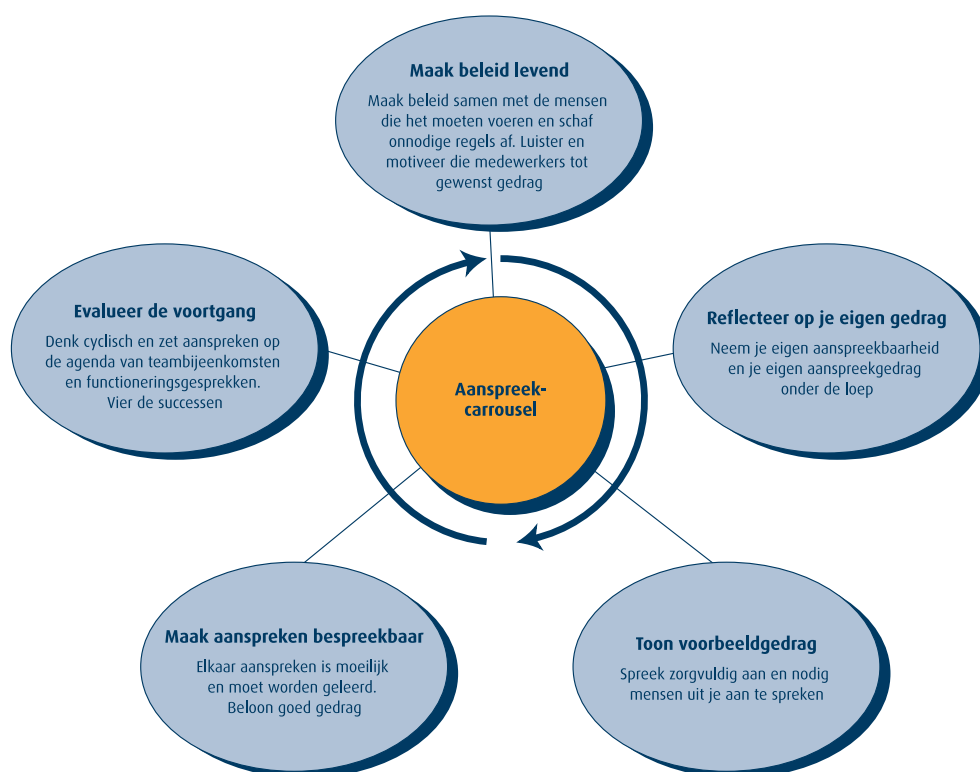 Maak beleid levend
Maak beleid samen met de mensen
die het moeten voeren en schaf
onnodige regels af. Luister en
motiveer die medewerkers tot
gewenst gedrag
Reflecteer op je eigen gedrag
Neem je eigen aanspreekbaarheid
en je eigen aanspreekgedrag
onder de loep
Toon voorbeeldgedrag
Spreek zorgvuldig aan en nodig
mensen uit je aan te spreken
Maak aanspreken bespreekbaar
Elkaar aanspreken is moeilijk
en moet worden geleerd.
Beloon goed gedrag
Evalueer de voortgang
Denk cyclisch en zet aanspreken op
de agenda van teambijeenkomsten
en functioneringsgesprekken.
Vier de successen
Aanspreek-
carrousel